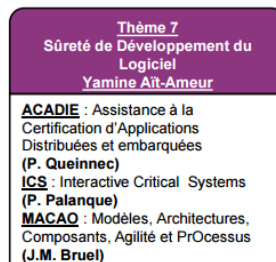 Thème 7
Sûreté de Développement du
Logiciel
Yamine Aït-Ameur
ACADIE : Assistance à la
Certification d'Applications
Distribuées et embarquées
(P. Queinnec)
ICS : Interactive Critical Systems
(P. Palanque)
MACAO : Modèles, Architectures,
Composants, Agilité et PrOcessus
(J.M. Bruel)